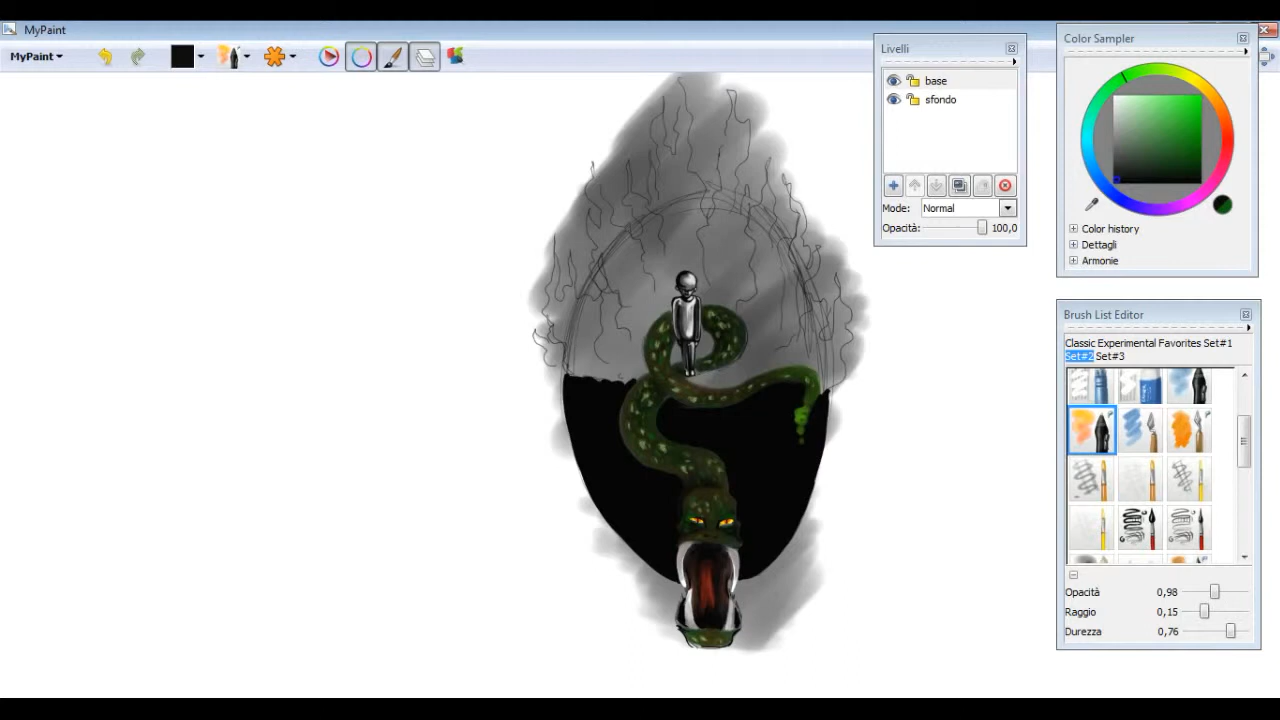 MyPaint
MyPaint
Livelli
base
sfondo
Mode: Normal
Opacità: 100,0
Color Sampler
Color history
Dettagli
Armonie
Brush List Editor
Classic Experimental Favorites Set#1
Set#2 Set#3
Opacità 0,98
Raggio 0,15
Durezza 0,76